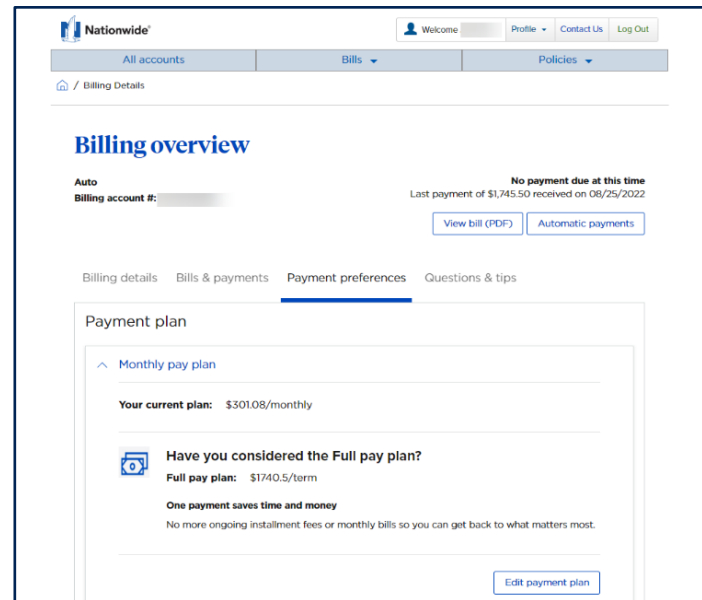 Nationwide®
Welcome Profile Contact Us Log Out
All accounts Bills Policies
/ Billing Details
Billing overview
Auto
Billing account #:
No payment due at this time
Last payment of $1,745.50 received on 08/25/2022
View bill (PDF) Automatic payments
Billing details Bills & payments Payment preferences Questions & tips
Payment plan
Monthly pay plan
Your current plan: $301.08/monthly
Have you considered the Full pay plan?
Full pay plan: $1740.5/term
One payment saves time and money
No more ongoing installment fees or monthly bills so you can get back to what matters most.
Edit payment plan